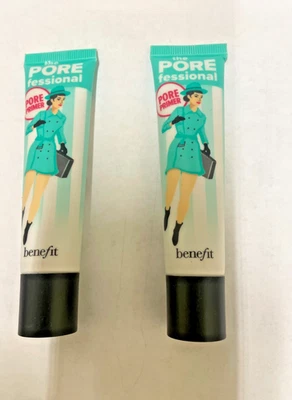 the
PORE
fessional
PORE
PRIMER
benefit
the
PORE
fessional
PORE
PRIMER
benefit